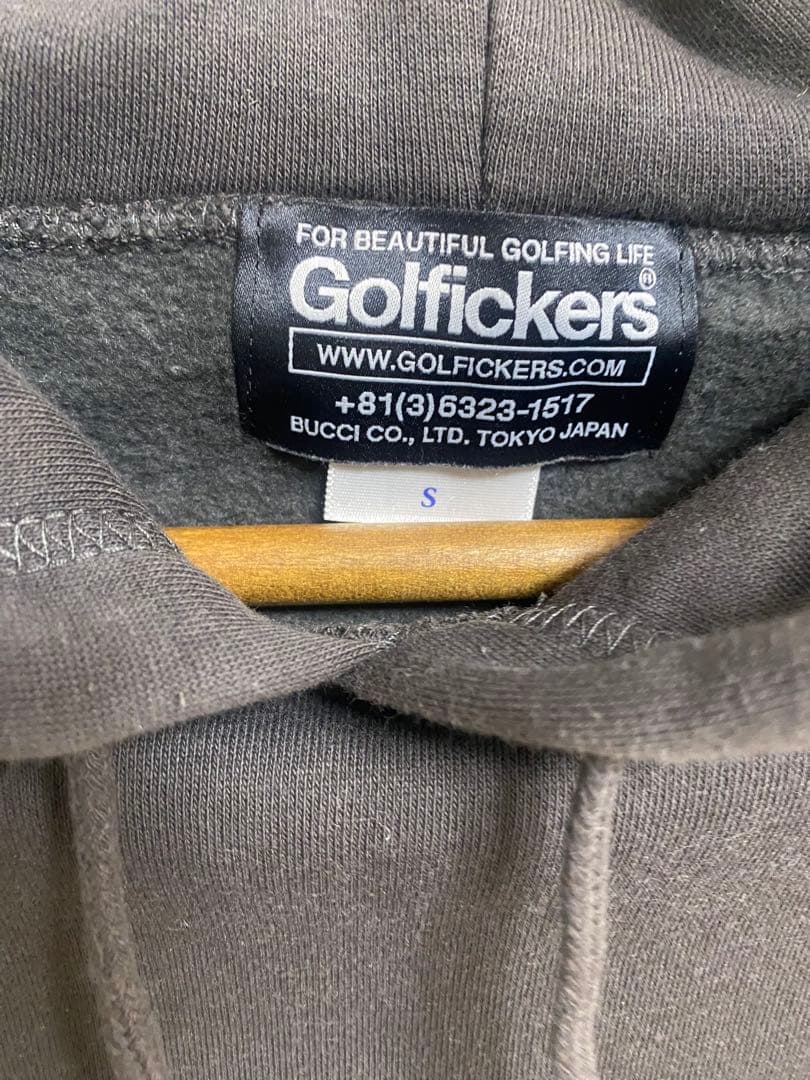 FOR BEAUTIFUL GOLFING LIFE
Golfickers®
WWW.GOLFICKERS.COM
+81(3)6323-1517
BUCCI CO., LTD. TOKYO JAPAN
S